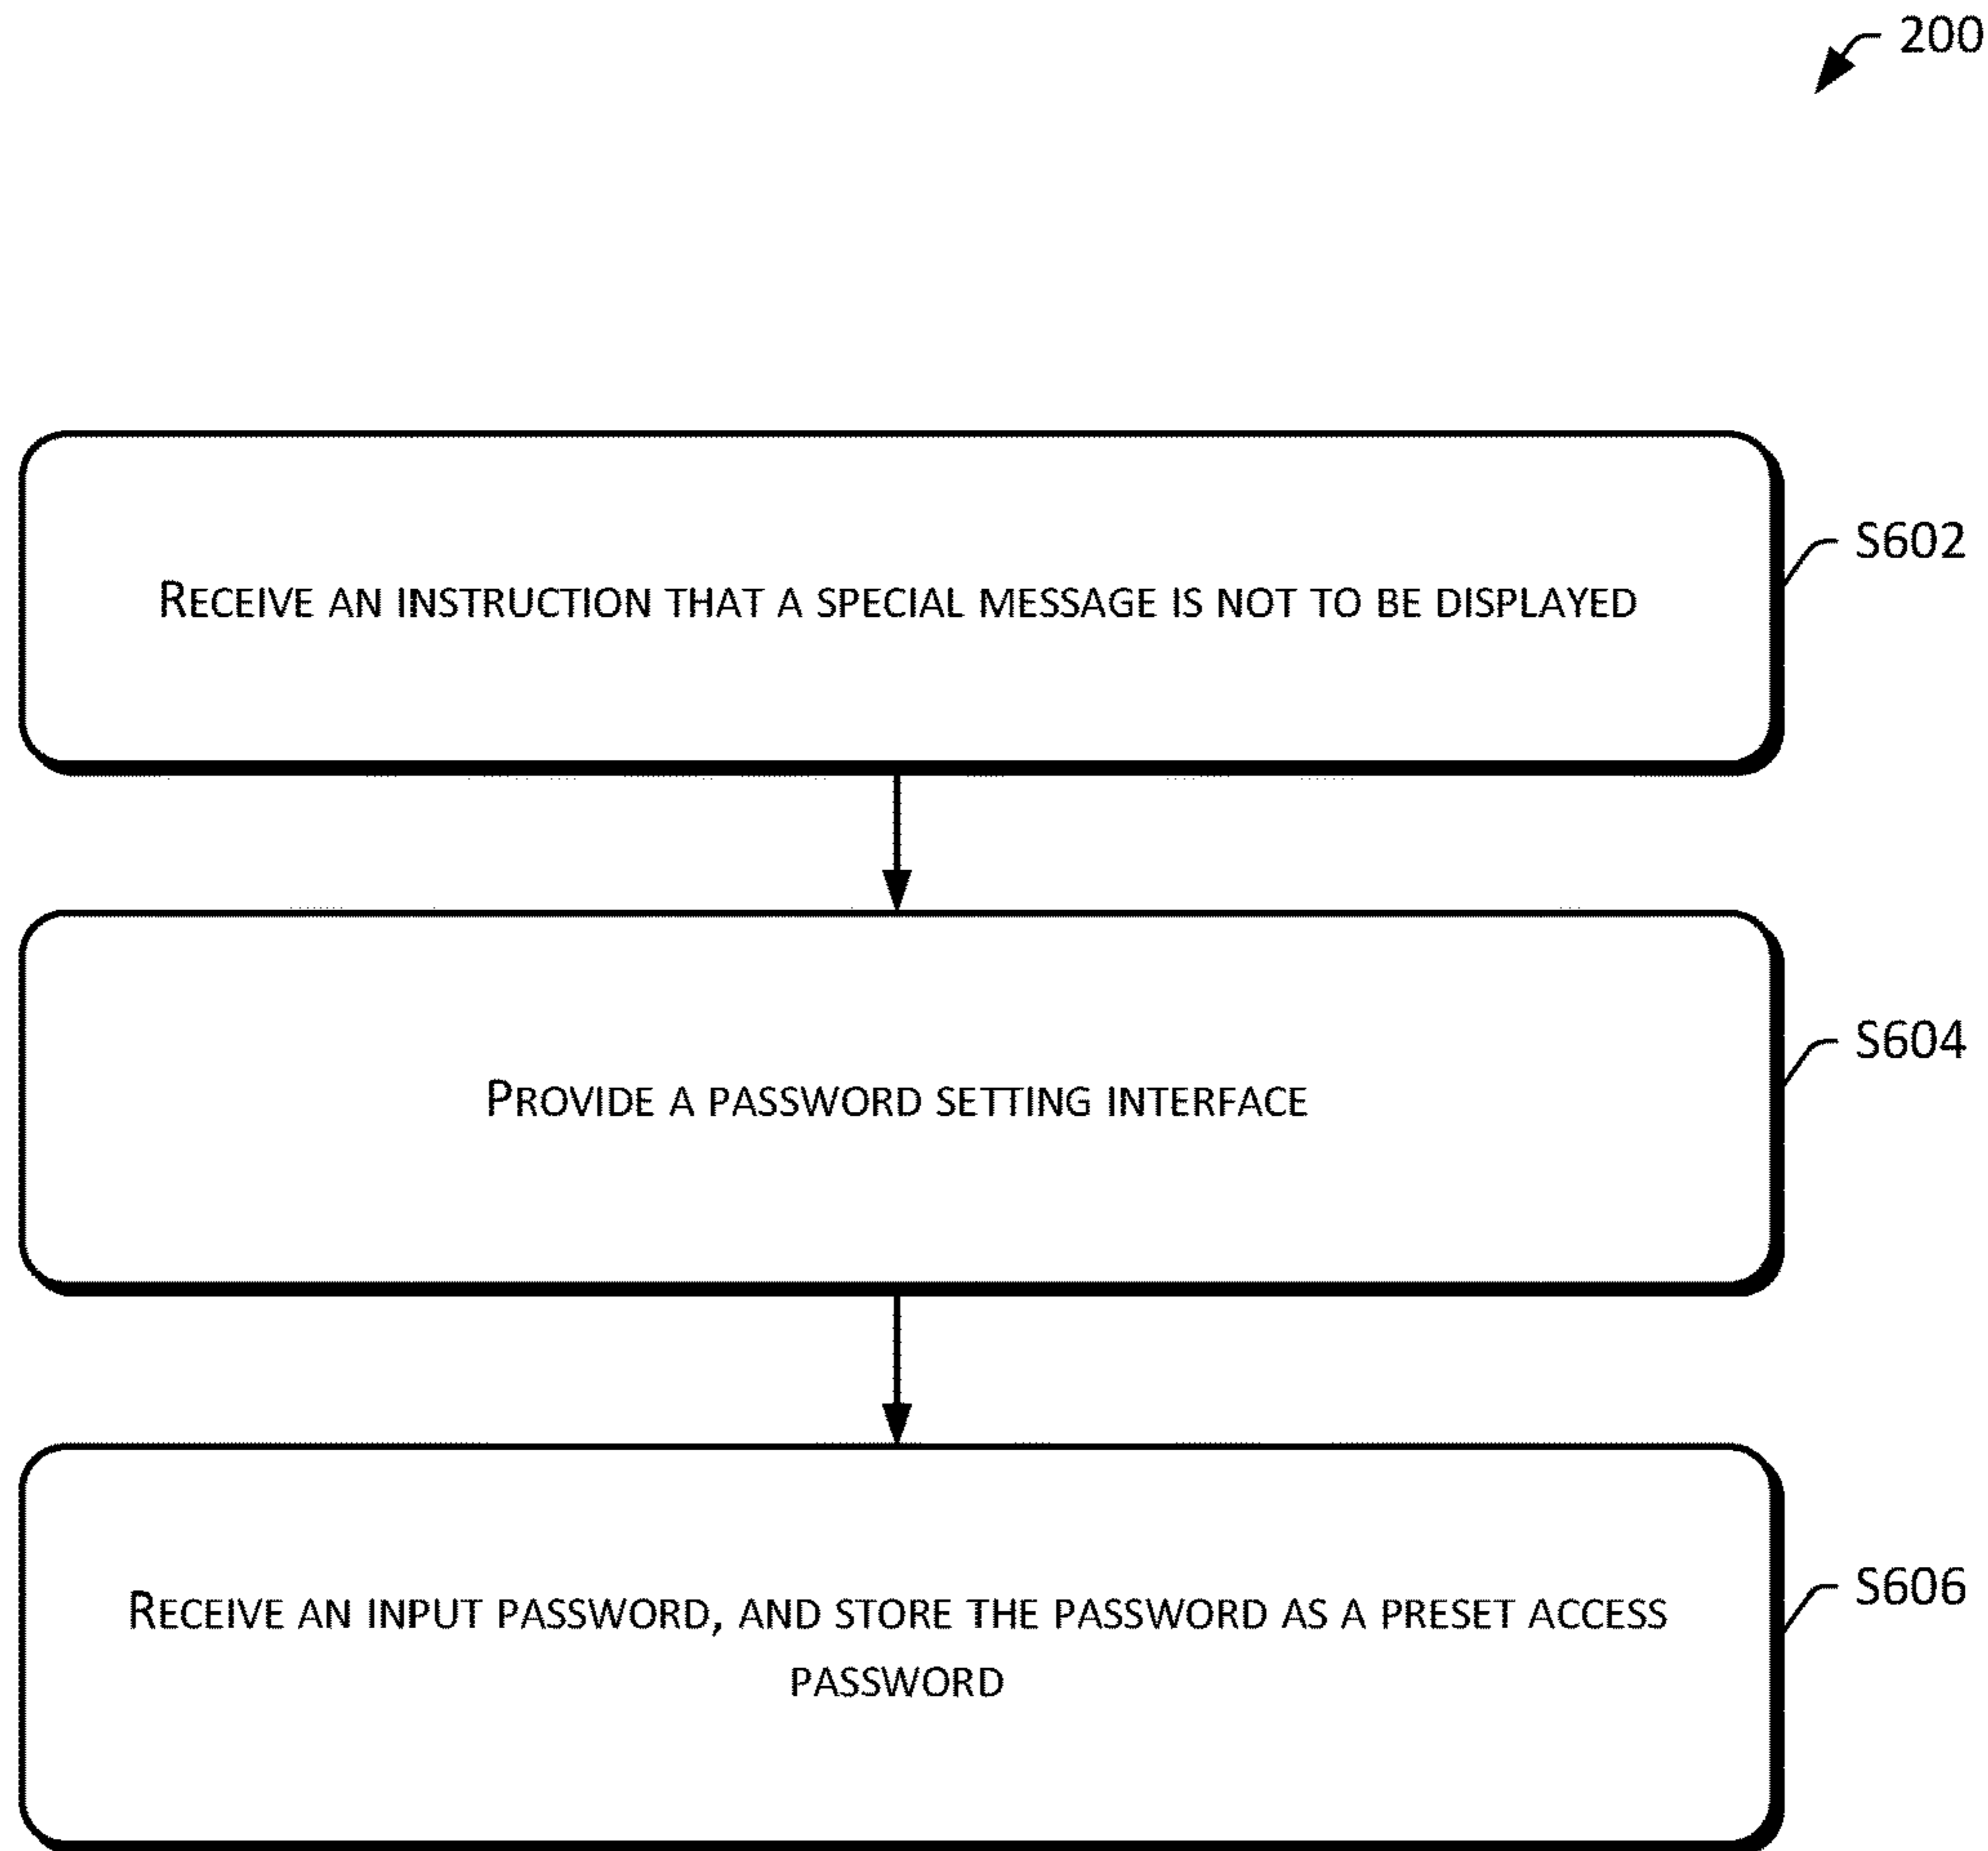 200
RECEIVE AN INSTRUCTION THAT A SPECIAL MESSAGE IS NOT TO BE DISPLAYED
S602
PROVIDE A PASSWORD SETTING INTERFACE
S604
RECEIVE AN INPUT PASSWORD, AND STORE THE PASSWORD AS A PRESET ACCESS
PASSWORD
S606